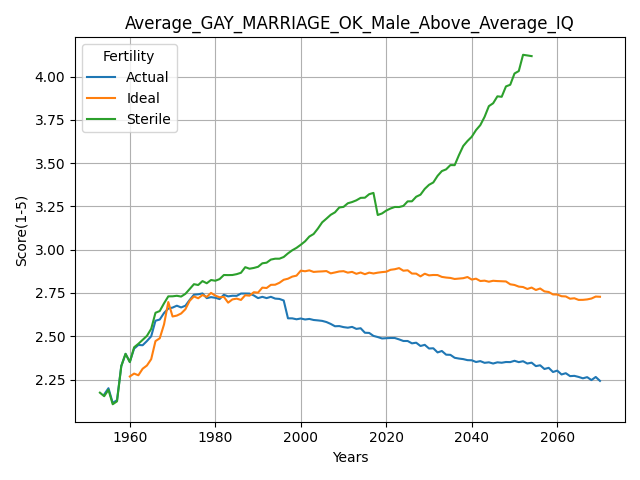 Average_GAY_MARRIAGE_OK_Male_Above_Average_IQ
Fertility
Actual
Ideal
Sterile
Score(1-5)
4.00
3.75
3.50
3.25
3.00
2.75
2.50
2.25
1960 1980 2000 2020 2040 2060
Years